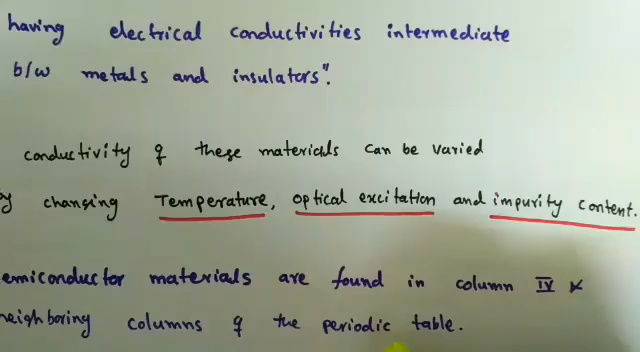 having electrical conductivities intermediate
b/w metals and insulators".
conductivity of these materials can be varied
y changing Temperature, optical excitation and impurity content.
emiconductor materials are found in column IV &
neighboring columns of the periodic table.